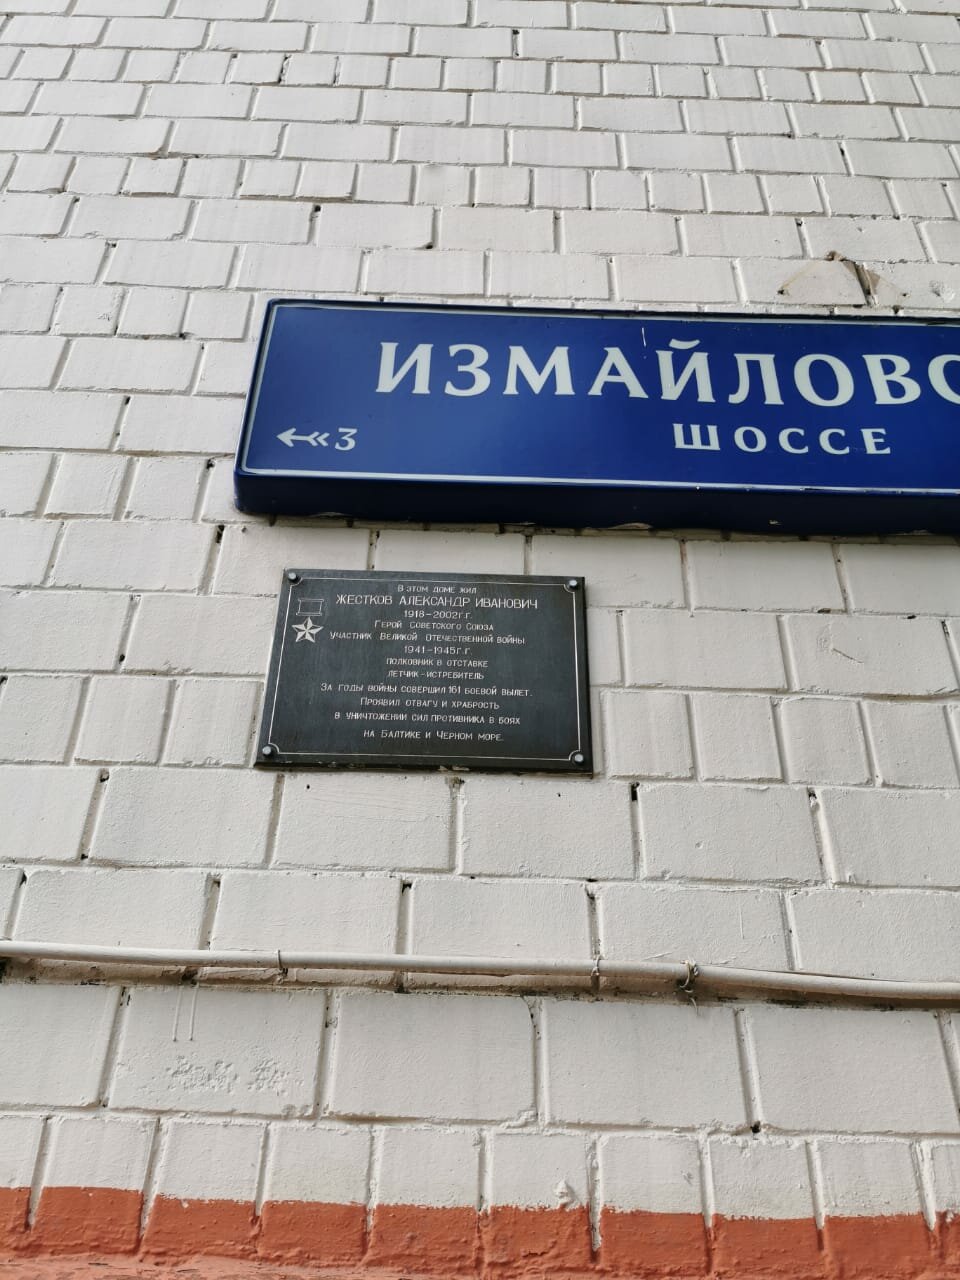 ИЗМАЙЛОВС
3
ШОССЕ
В ЭТОМ ДОМЕ ЖИЛ
ЖЕСТКОВ АЛЕКСАНДР ИВАНОВИЧ
1918-2002Г.Г.
ГЕРОЙ СОВЕТСКОГО СОЮЗА
УЧАСТНИК ВЕЛИКОЙ ОТЕЧЕСТВЕННОЙ ВОЙНЫ
1941-1945Г.Г.
ПОЛКОВНИК В ОТСТАВКЕ
ЛЕТЧИК-ИСТРЕБИТЕЛЬ
ЗА ГОДЫ ВОЙНЫ СОВЕРШИЛ 161 БОЕВОЙ ВЫЛЕТ.
ПРОЯВИЛ ОТВАГУ И ХРАБРОСТЬ
В УНИЧТОЖЕНИИ СИЛ ПРОТИВНИКА В БОЯХ
НА БАЛТИКЕ И ЧЕРНОМ МОРЕ.